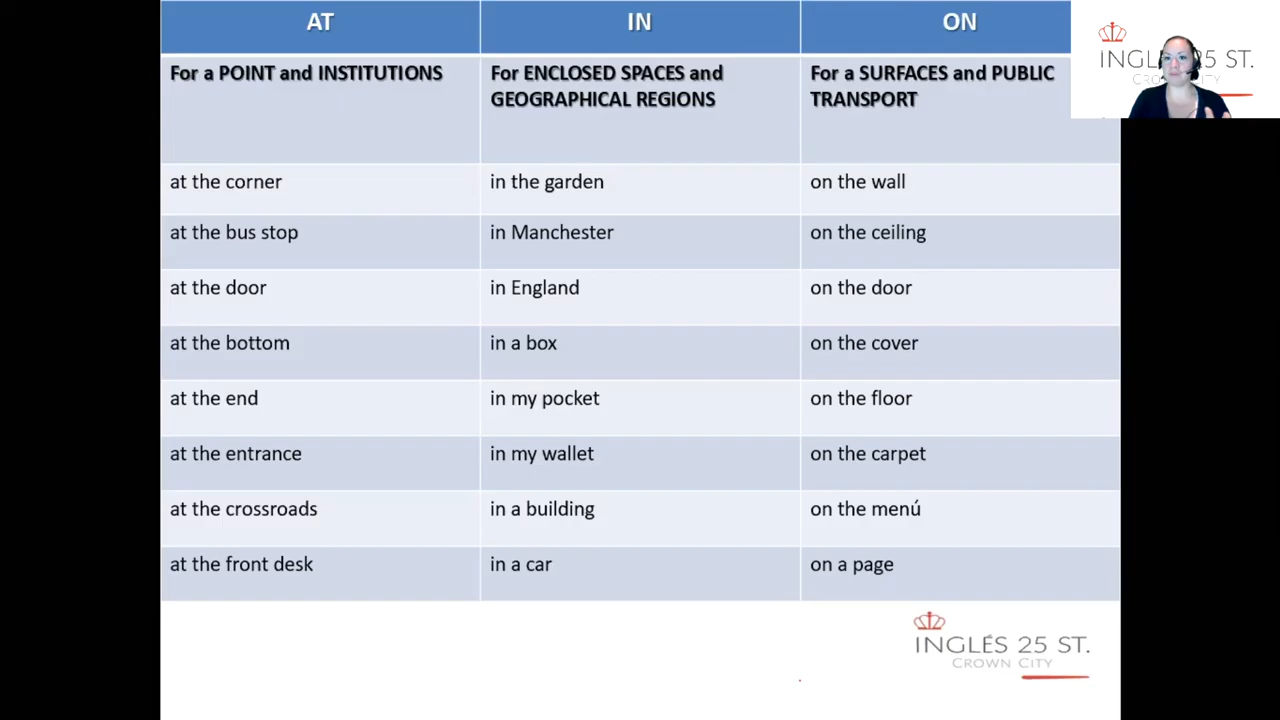 AT IN ON
For a POINT and INSTITUTIONS
For ENCLOSED SPACES and
GEOGRAPHICAL REGIONS
For a SURFACES and PUBLIC
TRANSPORT
at the corner in the garden on the wall
at the bus stop in Manchester on the ceiling
at the door in England on the door
at the bottom in a box on the cover
at the end in my pocket on the floor
at the entrance in my wallet on the carpet
at the crossroads in a building on the menú
at the front desk in a car on a page
INGLÉS 25 ST.
CROWN CITY